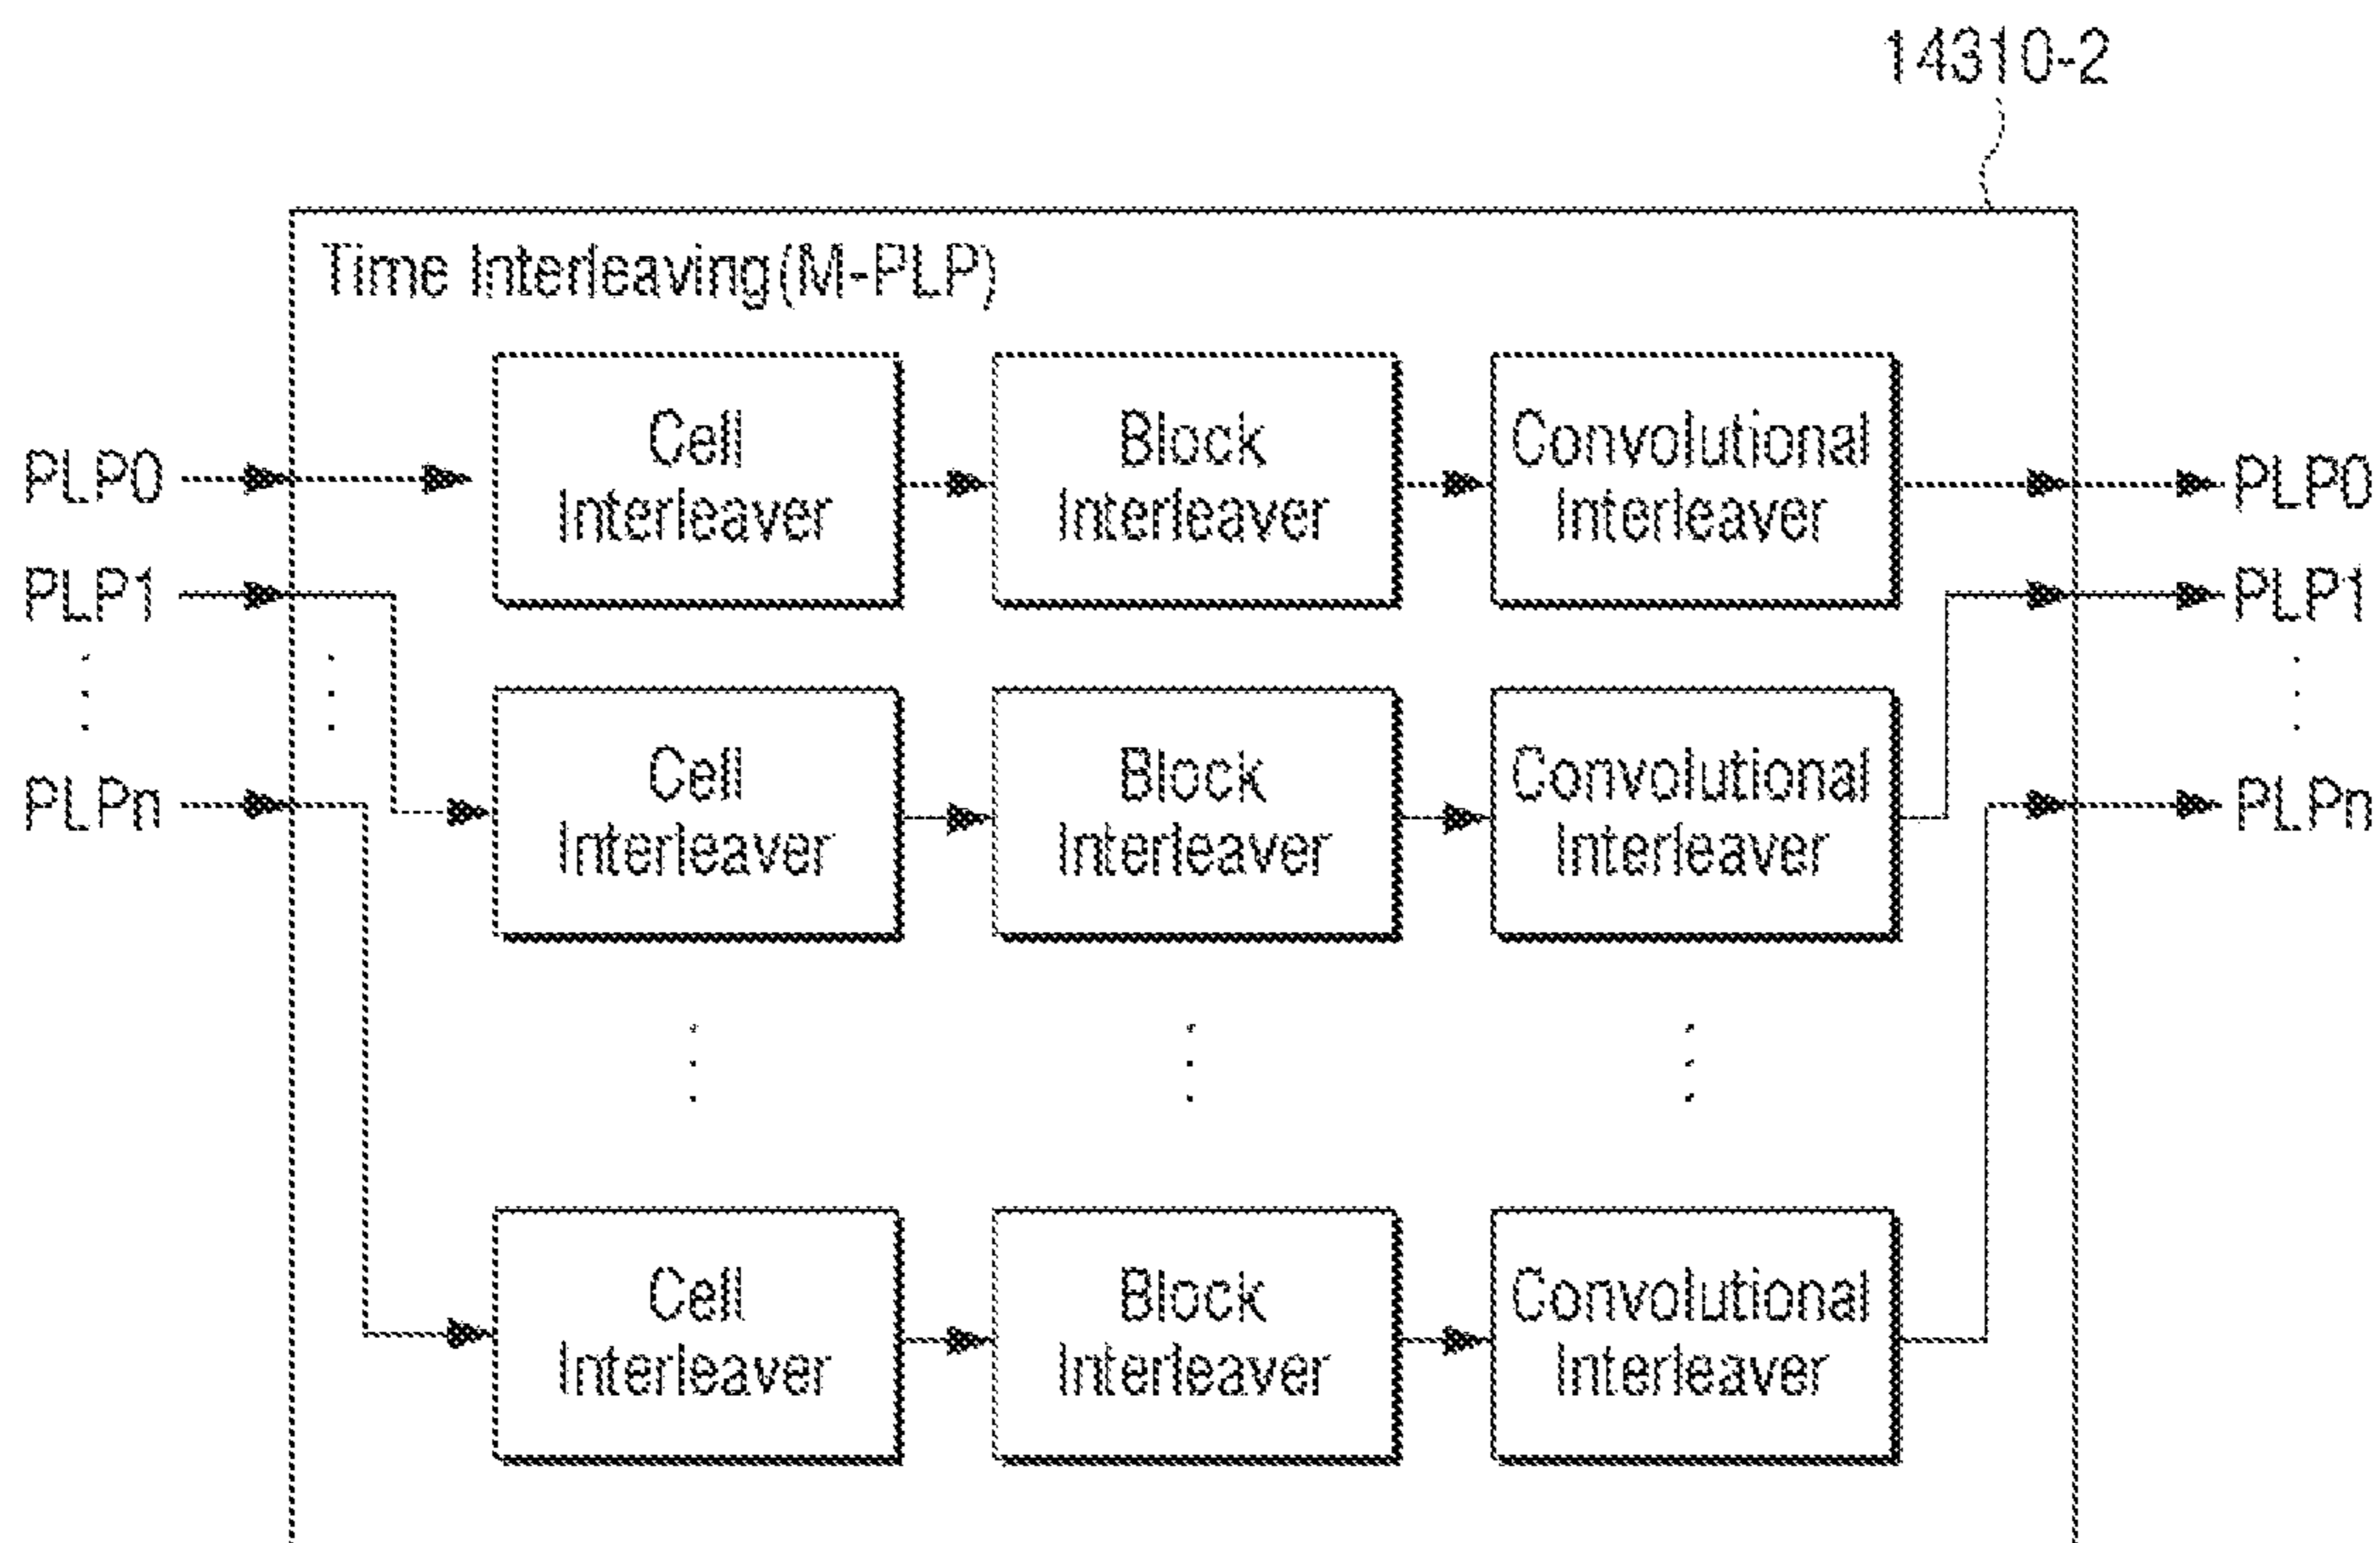 14310-2
Time Interleaving(M-PLP)
PLP0
Cell
Interleaver
Block
Interleaver
Convolutional
Interleaver
PLP0
PLP1
PLP1
PLPn
Cell
Interleaver
Block
Interleaver
Convolutional
Interleaver
PLPn
Cell
Interleaver
Block
Interleaver
Convolutional
Interleaver